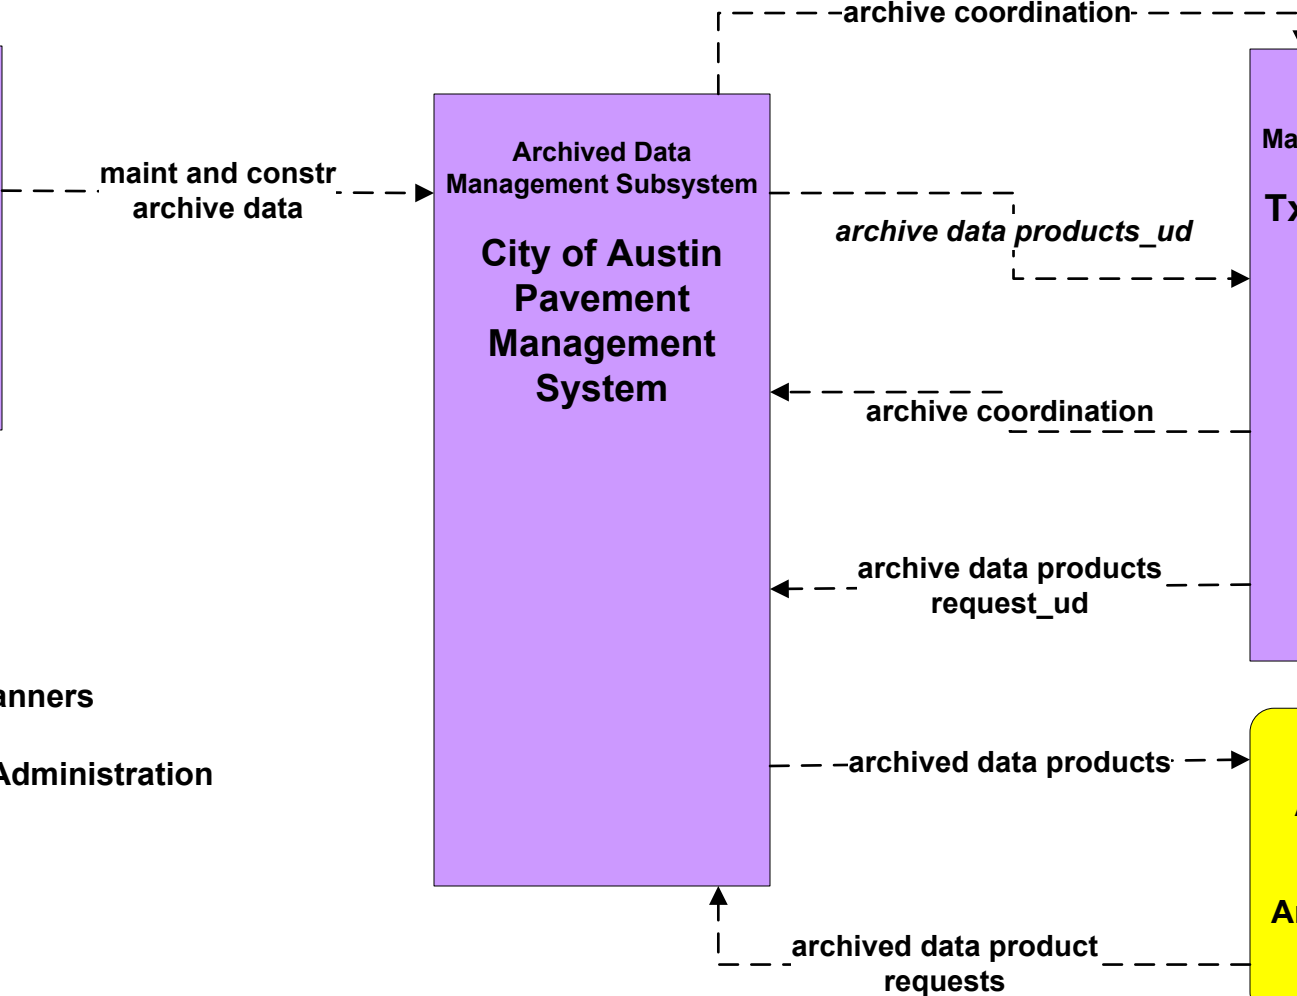 archive coordination
maint and constr
archive data
Archived Data
Management Subsystem
City of Austin
Pavement
Management
System
archive data products_ud
archive coordination
archive data products
request_ud
archived data products
archived data product
requests
Ma
Tx
anners
Administration